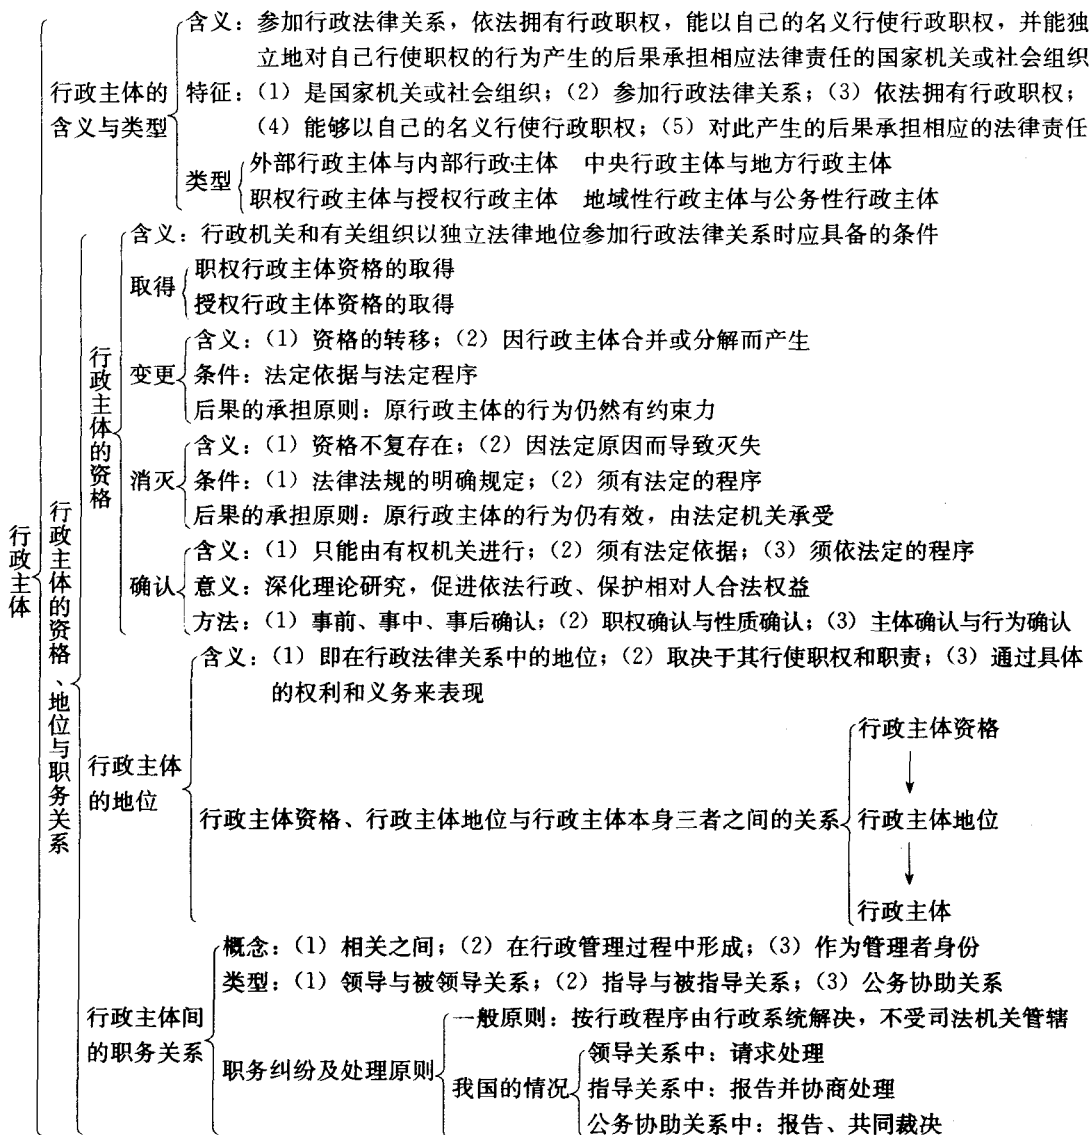 行政主体
行政主体的
含义与类型
含义：参加行政法律关系，依法拥有行政职权，能以自己的名义行使行政职权，并能独
立地对自己行使职权的行为产生的后果承担相应法律责任的国家机关或社会组织
特征：（1）是国家机关或社会组织；（2）参加行政法律关系；（3）依法拥有行政职权；
（4）能够以自己的名义行使行政职权；（5）对此产生的后果承担相应的法律责任
类型
外部行政主体与内部行政主体 中央行政主体与地方行政主体
职权行政主体与授权行政主体 地域性行政主体与公务性行政主体
行政主体的资格、地位与职务关系
行政主体的资格
含义：行政机关和有关组织以独立法律地位参加行政法律关系时应具备的条件
取得
职权行政主体资格的取得
授权行政主体资格的取得
变更
含义：（1）资格的转移；（2）因行政主体合并或分解而产生
条件：法定依据与法定程序
后果的承担原则：原行政主体的行为仍然有约束力
消灭
含义：（1）资格不复存在；（2）因法定原因而导致灭失
条件：（1）法律法规的明确规定；（2）须有法定的程序
后果的承担原则：原行政主体的行为仍有效，由法定机关承受
确认
含义：（1）只能由有权机关进行；（2）须有法定依据；（3）须依法定的程序
意义：深化理论研究，促进依法行政、保护相对人合法权益
方法：（1）事前、事中、事后确认；（2）职权确认与性质确认；（3）主体确认与行为确认
行政主体
的地位
含义：（1）即在行政法律关系中的地位；（2）取决于其行使职权和职责；（3）通过具体
的权利和义务来表现
行政主体资格、行政主体地位与行政主体本身三者之间的关系
行政主体资格
行政主体地位
行政主体
行政主体间
的职务关系
概念：（1）相关之间；（2）在行政管理过程中形成；（3）作为管理者身份
类型：（1）领导与被领导关系；（2）指导与被指导关系；（3）公务协助关系
职务纠纷及处理原则
一般原则：按行政程序由行政系统解决，不受司法机关管辖
我国的情况
领导关系中：请求处理
指导关系中：报告并协商处理
公务协助关系中：报告、共同裁决